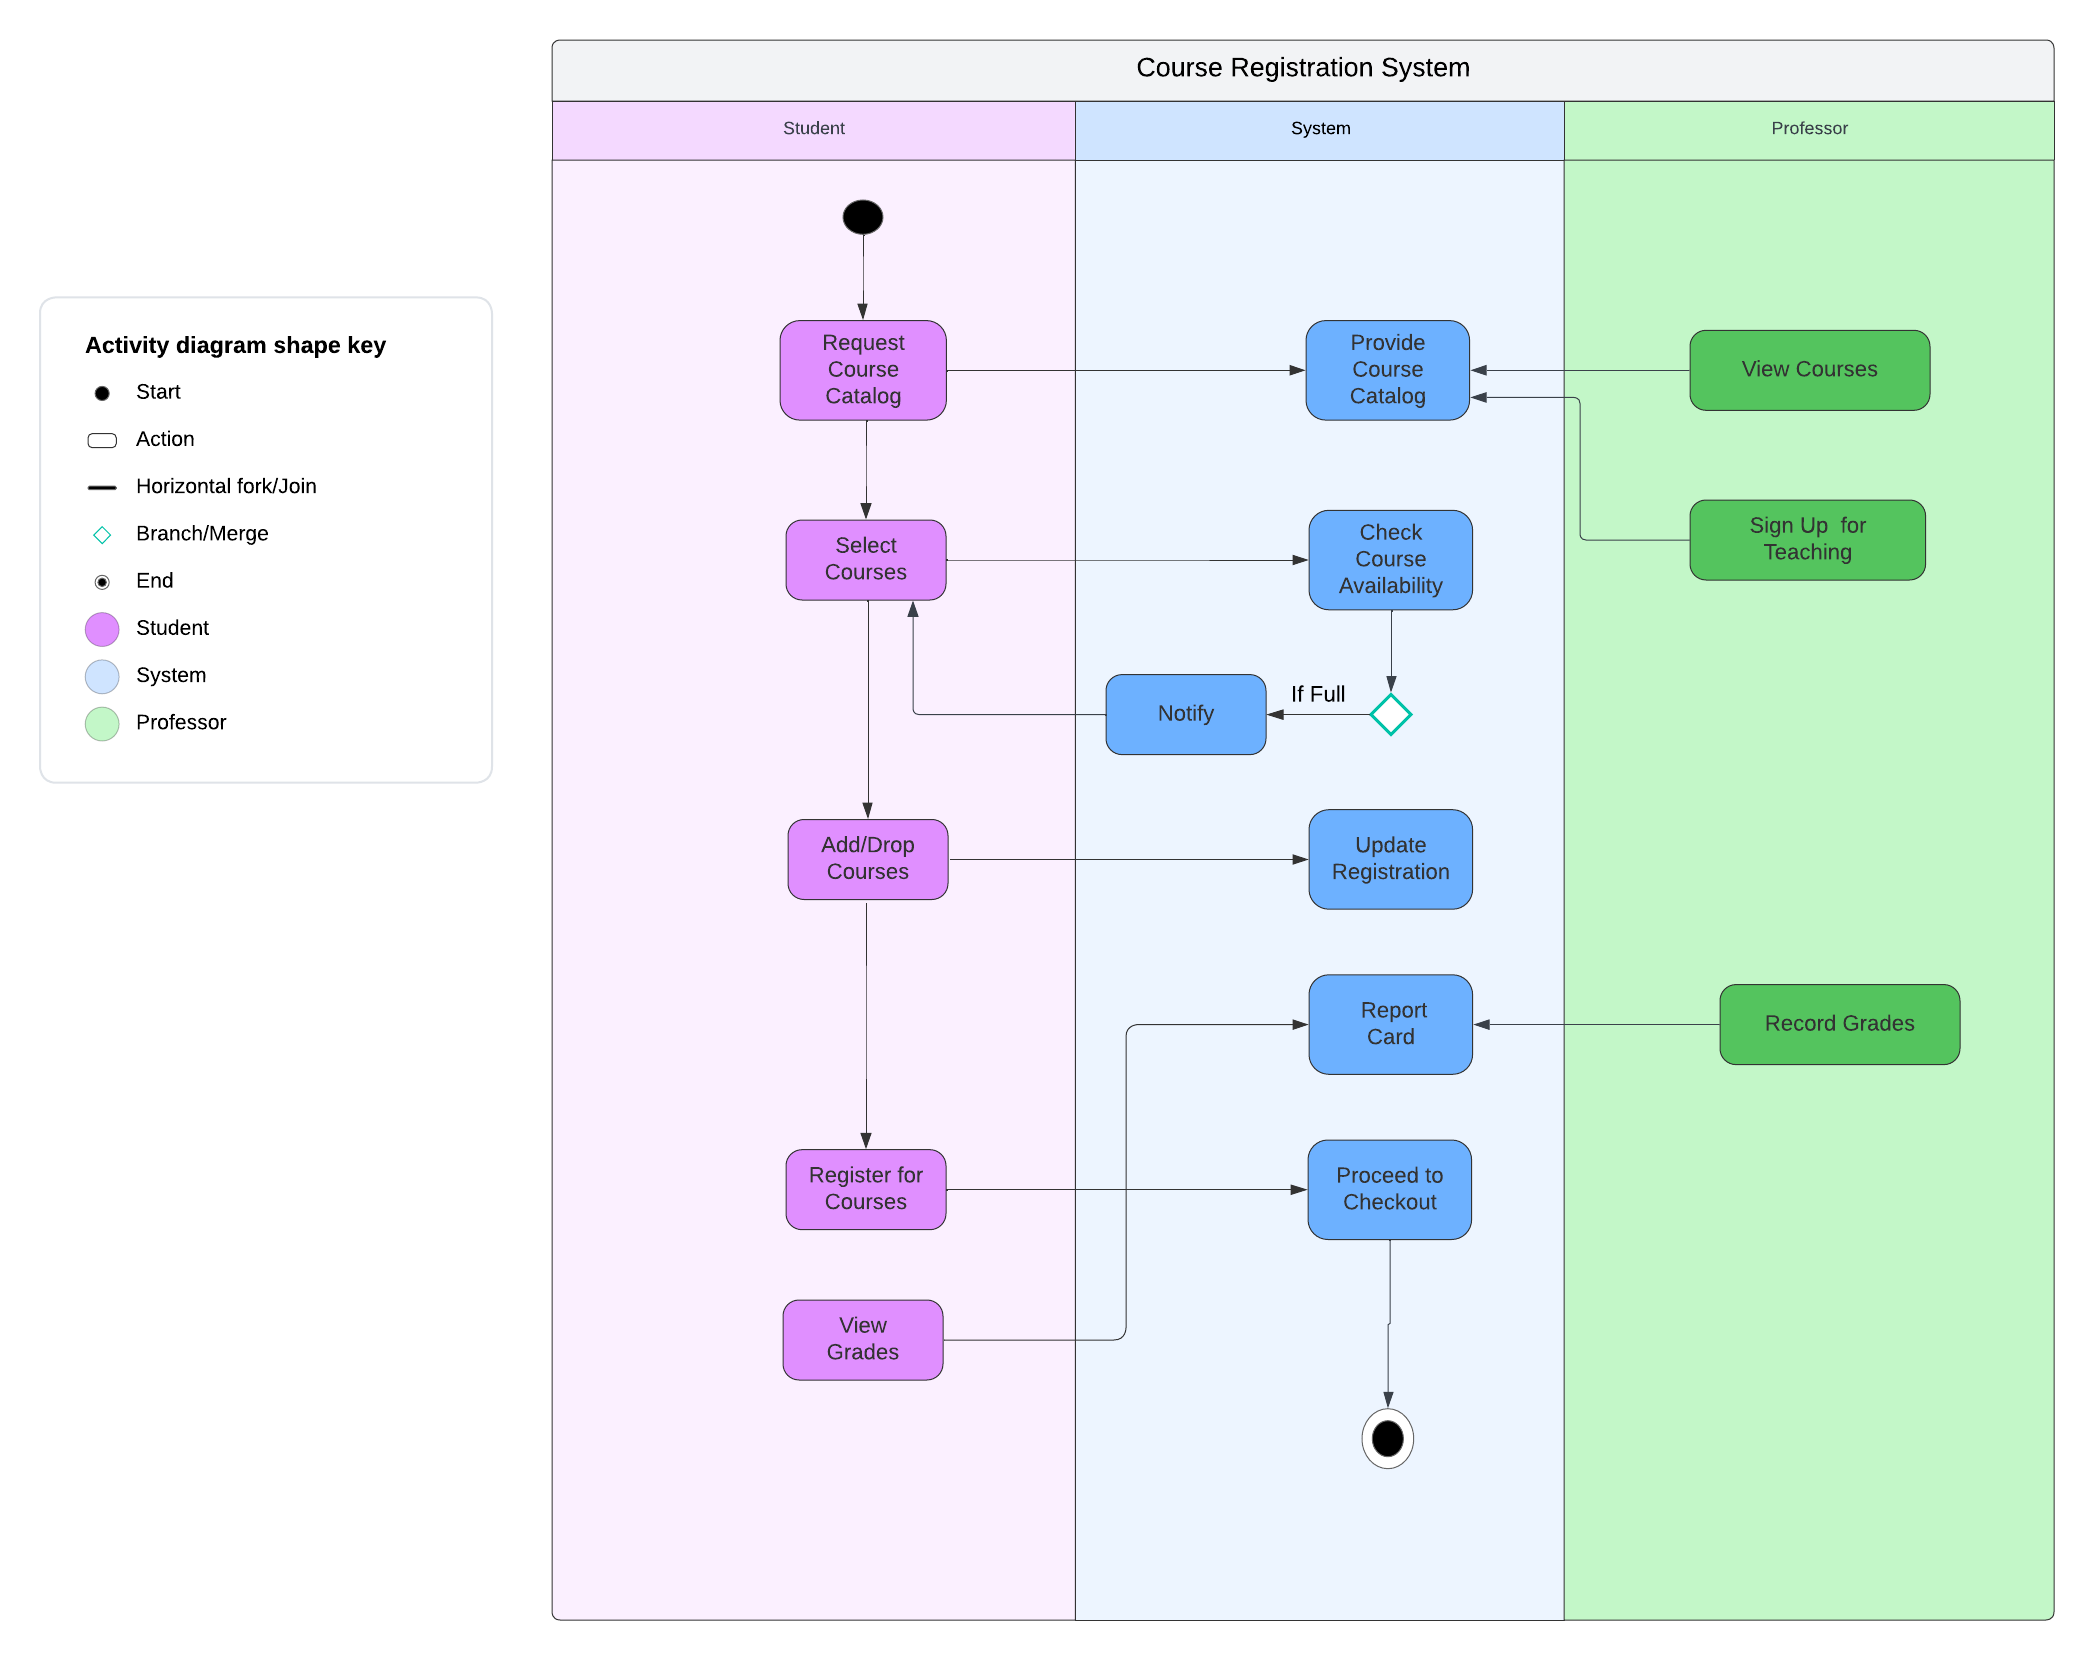 Course Registration System
Student
System
Professor
Activity diagram shape key
Start
Action
Horizontal fork/Join
Branch/Merge
End
Student
System
Professor
Request
Course
Catalog
Provide
Course
Catalog
View Courses
Select
Courses
Check
Course
Availability
Sign Up  for
Teaching
If Full
Notify
Add/Drop
Courses
Update
Registration
Report
Card
Record Grades
Register for
Courses
Proceed to
Checkout
View
Grades